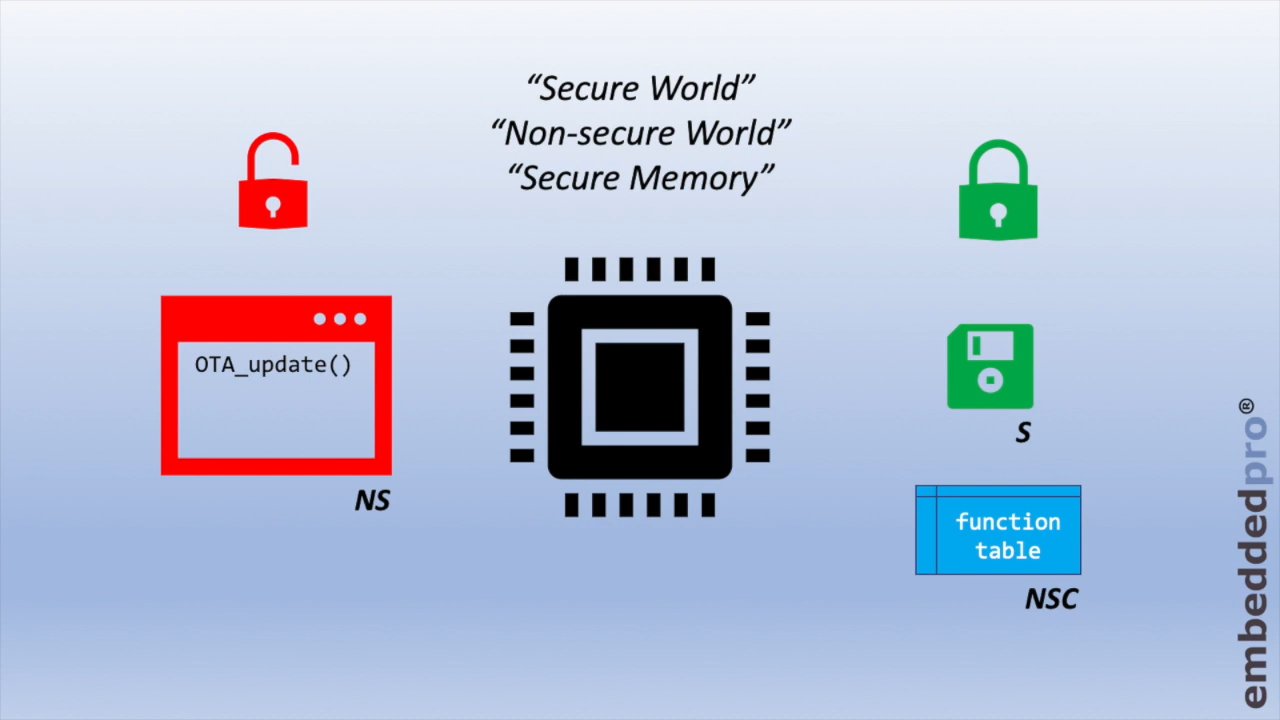 “Secure World”
“Non-secure World”
“Secure Memory”
OTA_update()
NS
S
function
table
NSC
embeddedpro®